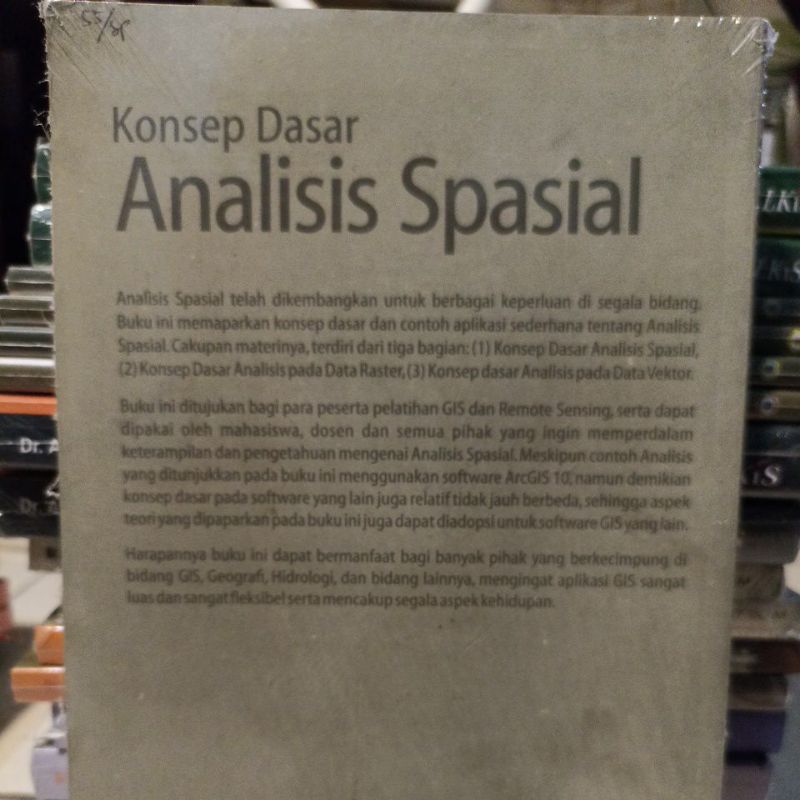 55/sp
Konsep Dasar
Analisis Spasial
Analisis Spasial telah dikembangkan untuk berbagai keperluan di segala bidang.
Buku ini memaparkan konsep dasar dan contoh aplikasi sederhana tentang Analisis
Spasial. Cakupan materinya, terdiri dari tiga bagian: (1) Konsep Dasar Analisis Spasial,
(2) Konsep Dasar Analisis pada Data Raster, (3) Konsep dasar Analisis pada Data Vektor.
Buku ini ditujukan bagi para peserta pelatihan GIS dan Remote Sensing, serta dapat
dipakai oleh mahasiswa, dosen dan semua pihak yang ingin memperdalam
keterampilan dan pengetahuan mengenai Analisis Spasial. Meskipun contoh Analisis
yang ditunjukkan pada buku ini menggunakan software ArcGIS 10, namun demikian
konsep dasar pada software yang lain juga relatif tidak jauh berbeda, sehingga aspek
teori yang dipaparkan pada buku ini juga dapat diadopsi untuk software GIS yang lain.
Harapannya buku ini dapat bermanfaat bagi banyak pihak yang berkecimpung di
bidang GIS, Geografi, Hidrologi, dan bidang lainnya, mengingat aplikasi GIS sangat
luas dan sangat fleksibel serta mencakup segala aspek kehidupan.
Dr.
Dr.